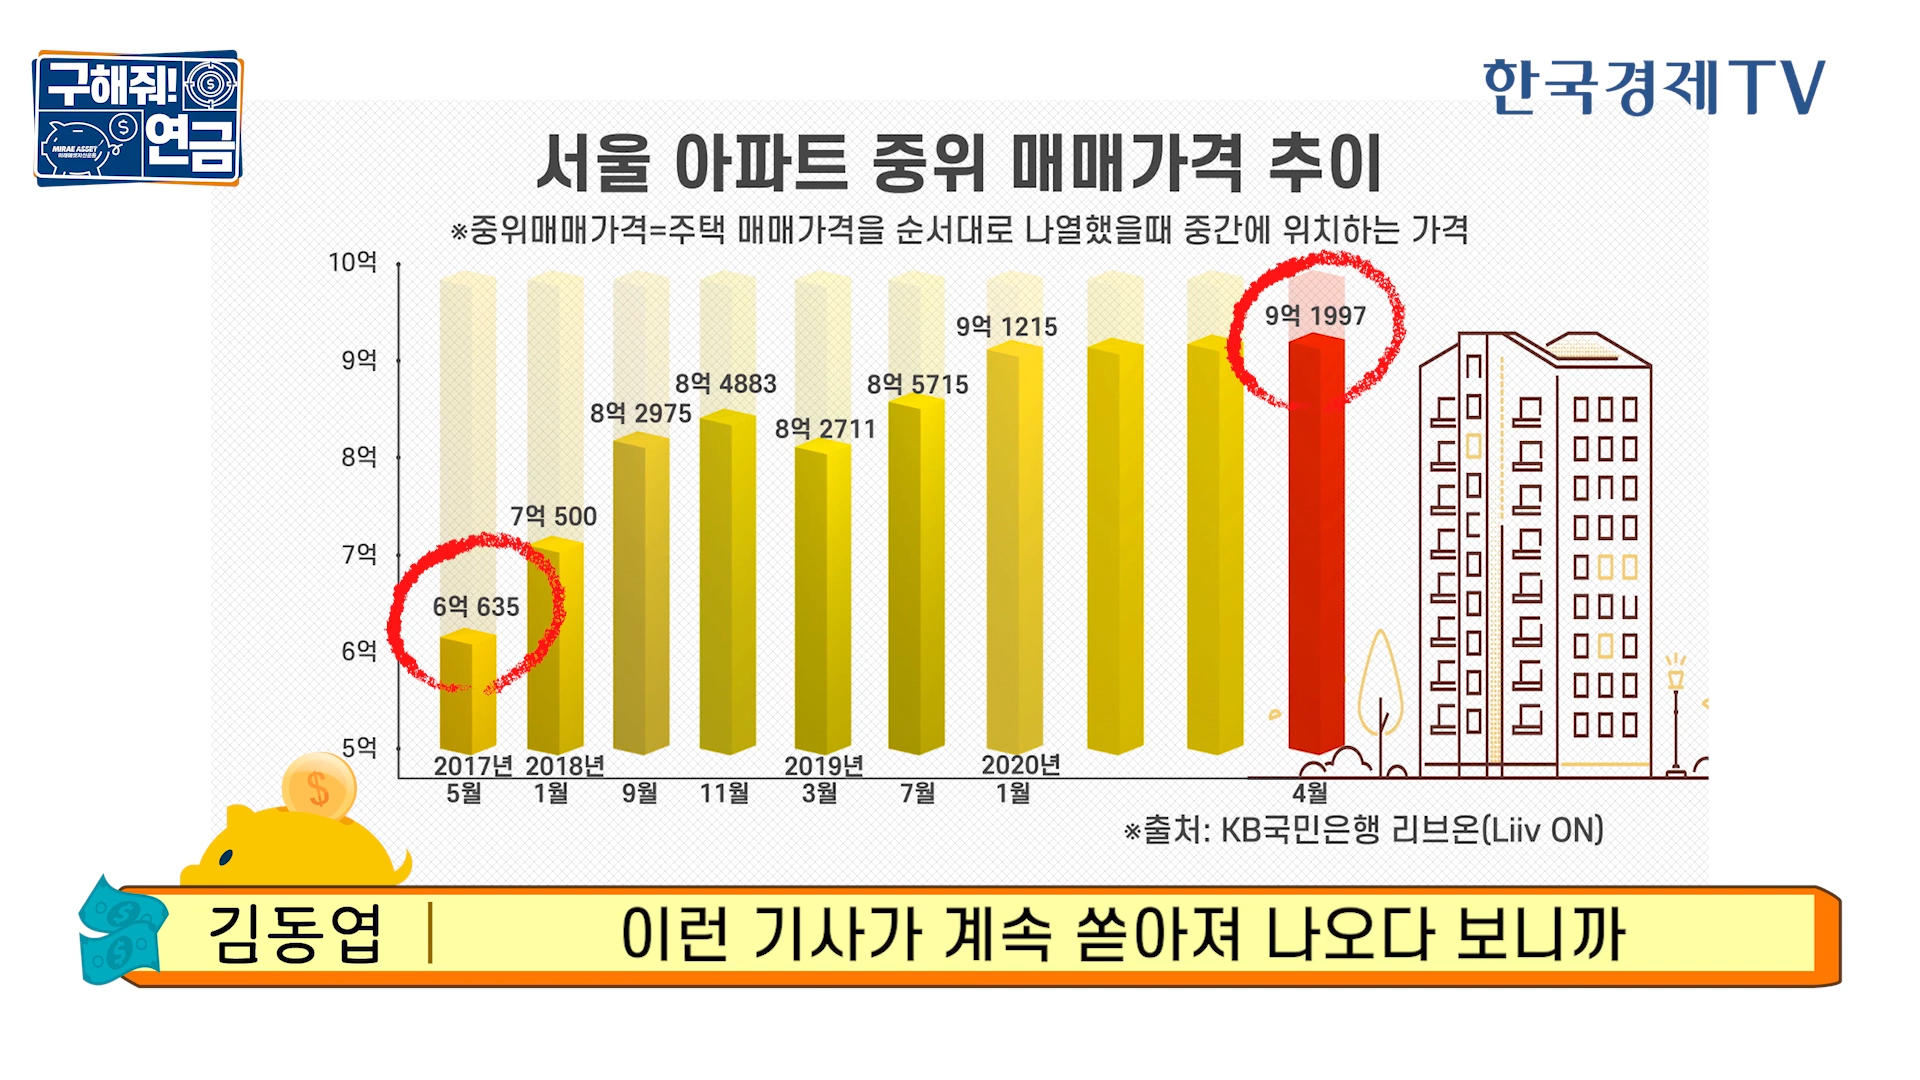 구해줘!
연금
MIRAE ASSET
미래에셋자산운용
한국경제TV
서울 아파트 중위 매매가격 추이
※중위매매가격=주택 매매가격을 순서대로 나열했을때 중간에 위치하는 가격
10억
9억
8억
7억
6억
5억
6억 635
7억 500
8억 2975
8억 4883
8억 2711
8억 5715
9억 1215
9억 1997
2017년 2018년 2019년 2020년
5월 1월 9월 11월 3월 7월 1월 4월
※출처: KB국민은행 리브온(Liiv ON)
김동엽 이런 기사가 계속 쏟아져 나오다 보니까